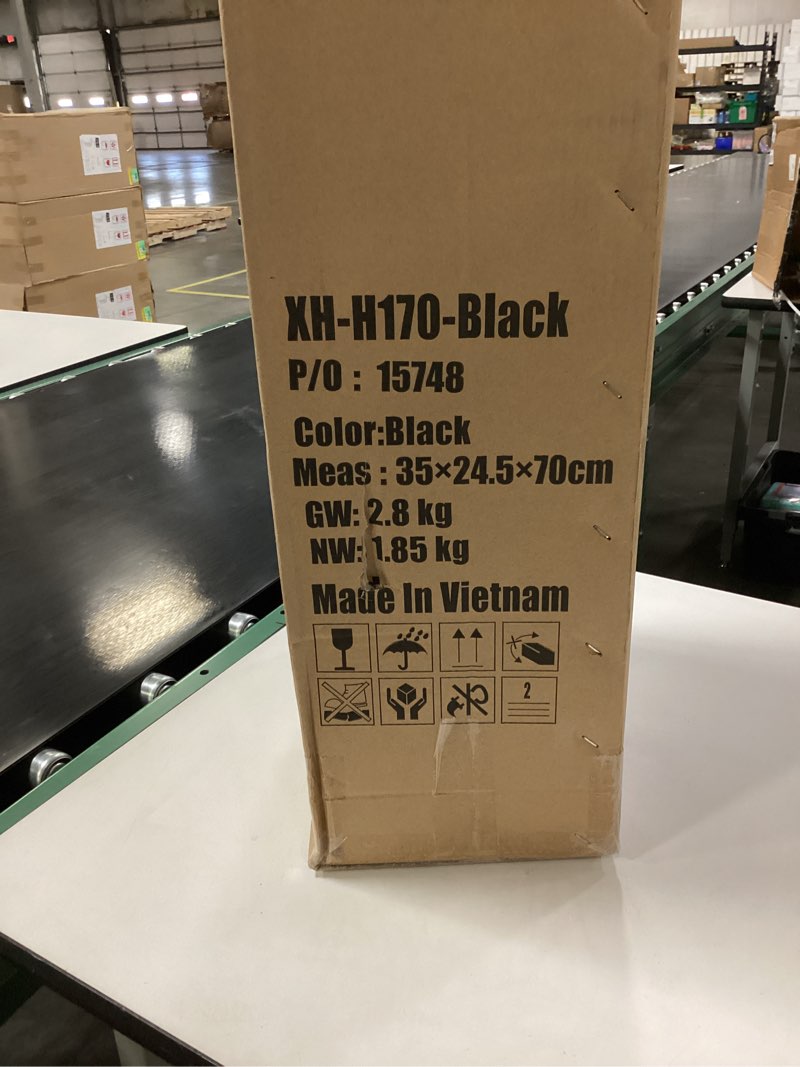 XH-H170-Black
P/O : 15748
Color:Black
Meas : 35×24.5×70cm
GW: 2.8 kg
NW: 1.85 kg
Made In Vietnam
2